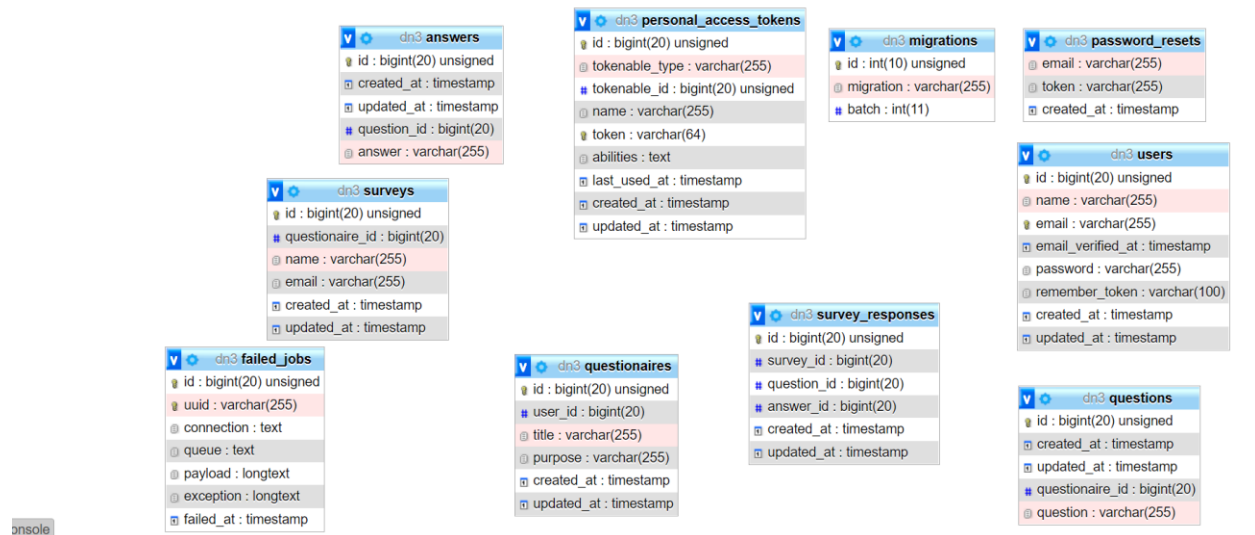 dn3 answers
id : bigint(20) unsigned
created_at : timestamp
updated_at : timestamp
question_id : bigint(20)
answer : varchar(255)
dn3 surveys
id : bigint(20) unsigned
questionaire_id : bigint(20)
name : varchar(255)
email : varchar(255)
created_at : timestamp
updated_at : timestamp
dn3 failed_jobs
id : bigint(20) unsigned
uuid : varchar(255)
connection : text
queue : text
payload : longtext
exception : longtext
failed_at : timestamp
dn3 personal_access_tokens
id : bigint(20) unsigned
tokenable_type : varchar(255)
tokenable_id : bigint(20) unsigned
name : varchar(255)
token : varchar(64)
abilities : text
last_used_at : timestamp
created_at : timestamp
updated_at : timestamp
dn3 questionaires
id : bigint(20) unsigned
user_id : bigint(20)
title : varchar(255)
purpose : varchar(255)
created_at : timestamp
updated_at : timestamp
dn3 migrations
id : int(10) unsigned
migration : varchar(255)
batch : int(11)
dn3 survey_responses
id : bigint(20) unsigned
survey_id : bigint(20)
question_id : bigint(20)
answer_id : bigint(20)
created_at : timestamp
updated_at : timestamp
dn3 password_resets
email : varchar(255)
token : varchar(255)
created_at : timestamp
dn3 users
id : bigint(20) unsigned
name : varchar(255)
email : varchar(255)
email_verified_at : timestamp
password : varchar(255)
remember_token : varchar(100)
created_at : timestamp
updated_at : timestamp
dn3 questions
id : bigint(20) unsigned
created_at : timestamp
updated_at : timestamp
questionaire_id : bigint(20)
question : varchar(255)
onsole